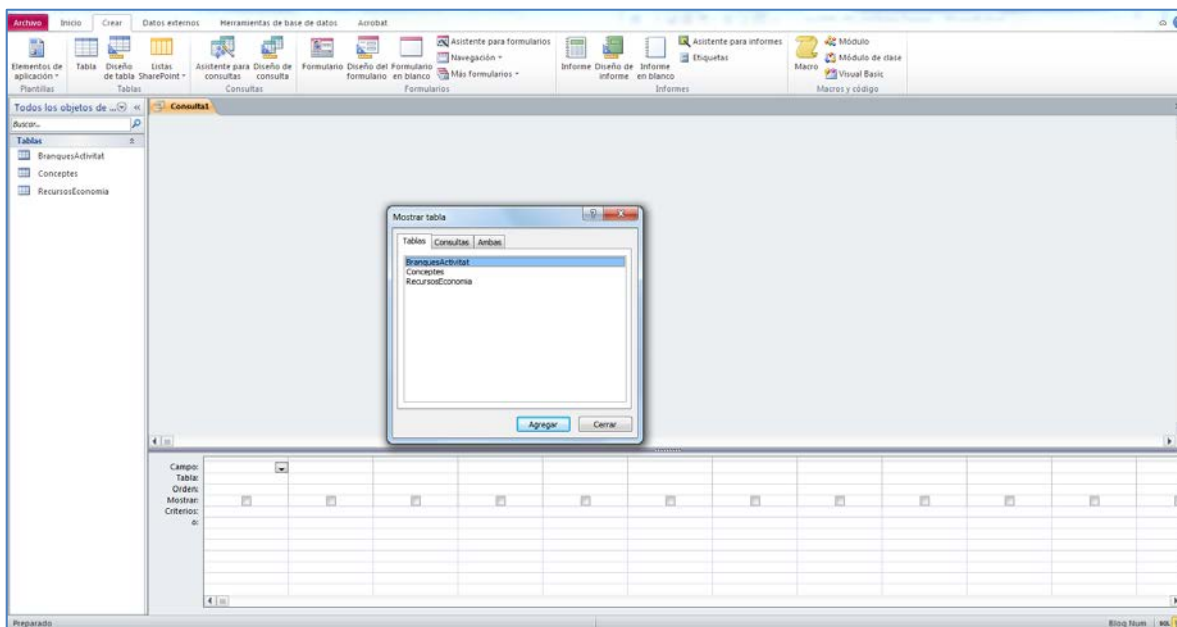 Archivo Inicio Crear Datos externos Herramientas de base de datos Acrobat
Elementos de aplicación
Tabla
Diseño de tabla
Listas SharePoint
Asistente para consultas
Diseño de consulta
Formulario
Diseño del formulario
Formulario en blanco
Asistente para formularios
Navegación
Más formularios
Informe
Diseño de informe
Informe en blanco
Asistente para informes
Etiquetas
Macro
Módulo
Módulo de clase
Visual Basic
Plantillas Tablas Consultas Formularios Informes Macros y código
Todos los objetos de ... «
Consulta1
Buscar...
Tablas
BranquesActivitat
Conceptes
RecursosEconomia
Mostrar tabla
Tablas Consultas Ambas
BranquesActivitat
Conceptes
RecursosEconomia
Agregar Cerrar
Campo:
Tabla:
Orden:
Mostrar:
Criterios:
o:
Preparado Bloq Num SQL